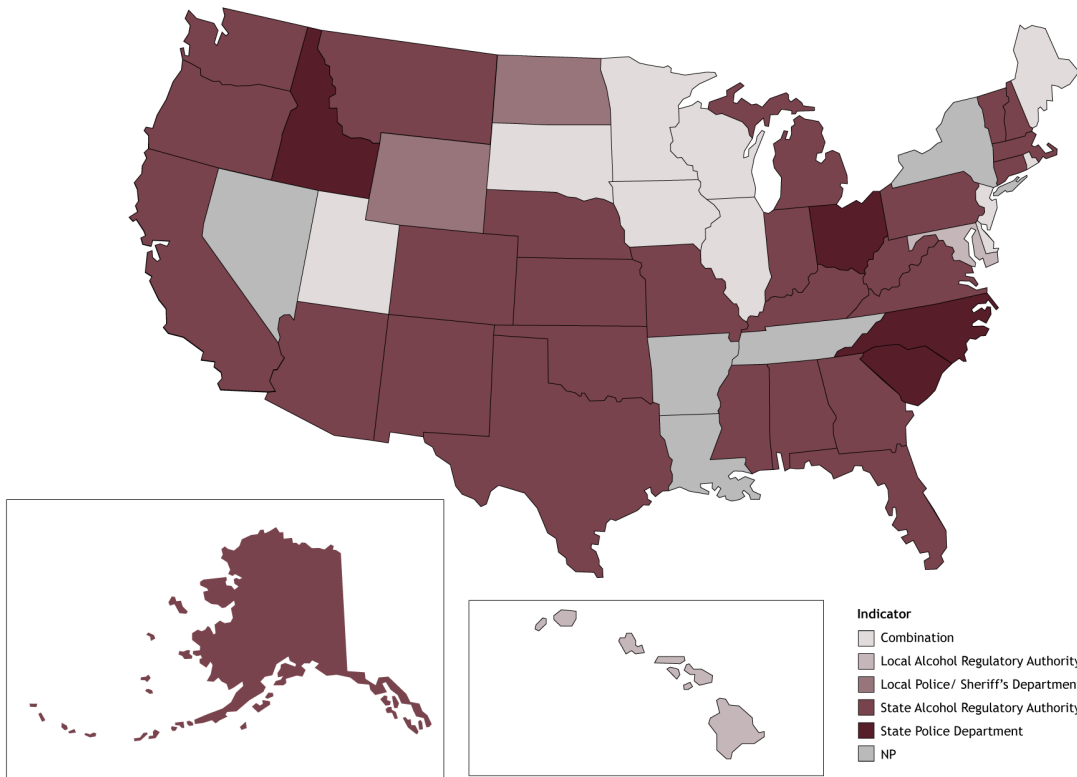 Indicator
Combination
Local Alcohol Regulatory Authority
Local Police/ Sheriff's Department
State Alcohol Regulatory Authority
State Police Department
NP